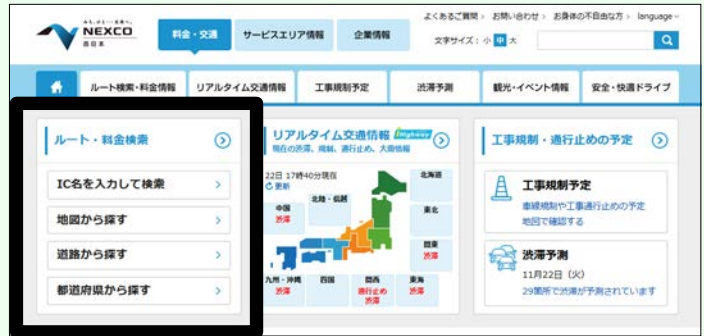 よくあるご質問 お問い合わせ お身体の不自由な方 language
みち、ひと…未来へ。
NEXCO
西日本
料金・交通 サービスエリア情報 企業情報
文字サイズ： 小 中 大
ルート検索・料金情報 リアルタイム交通情報 工事規制予定 渋滞予測 観光・イベント情報 安全・快適ドライブ
ルート・料金検索
IC名を入力して検索
地図から探す
道路から探す
都道府県から探す
リアルタイム交通情報 iHighway
現在の渋滞、規制、通行止め、大雪情報
22日 17時40分現在
更新
北海道
北陸・信越
東北
中国
渋滞
関東
渋滞
九州・沖縄
渋滞
四国
関西
通行止め
渋滞
東海
渋滞
工事規制・通行止めの予定
工事規制予定
車線規制や工事通行止めの予定
地図で確認する
渋滞予測
11月22日（火）
29箇所で渋滞が予測されています